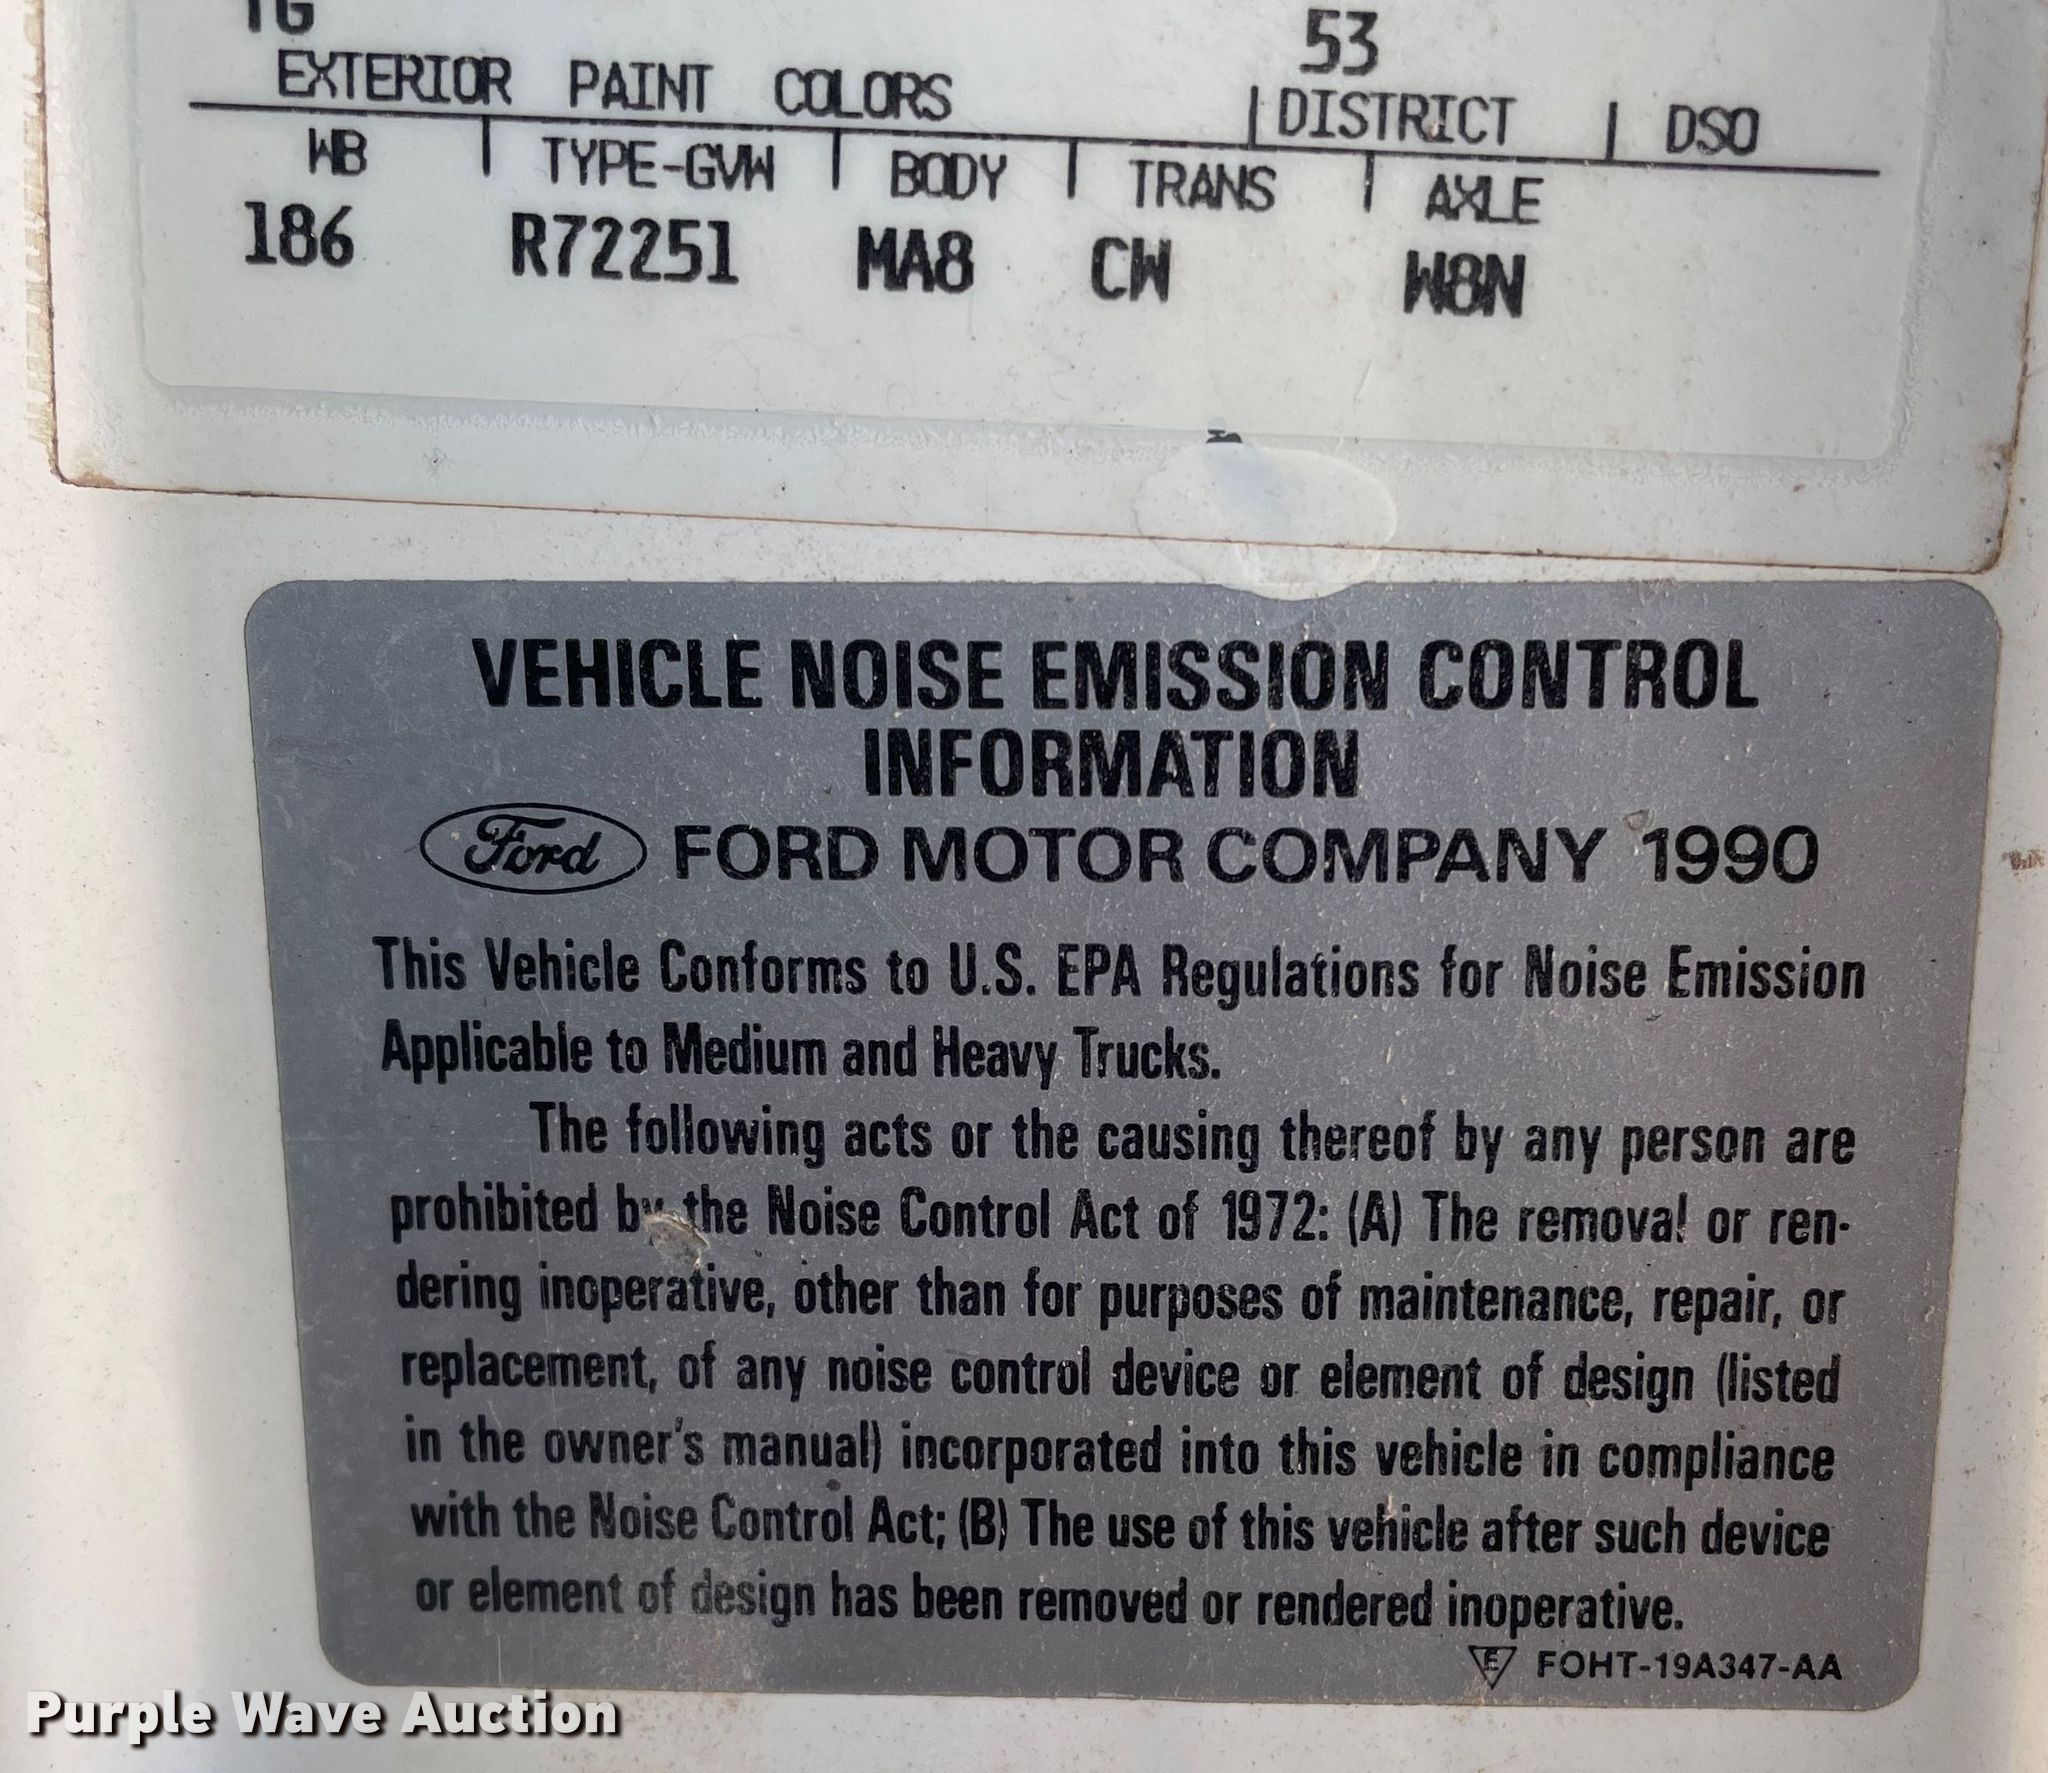 53
EXTERIOR PAINT COLORS | DISTRICT | DSO
WB | TYPE-GVW | BODY | TRANS | AXLE
186 R72251 MA8 CW W8N
VEHICLE NOISE EMISSION CONTROL
INFORMATION
Ford FORD MOTOR COMPANY 1990
This Vehicle Conforms to U.S. EPA Regulations for Noise Emission
Applicable to Medium and Heavy Trucks.
The following acts or the causing thereof by any person are
prohibited by the Noise Control Act of 1972: (A) The removal or ren-
dering inoperative, other than for purposes of maintenance, repair, or
replacement, of any noise control device or element of design (listed
in the owner's manual) incorporated into this vehicle in compliance
with the Noise Control Act; (B) The use of this vehicle after such device
or element of design has been removed or rendered inoperative.
E FOHT-19A347-AA
Purple Wave Auction